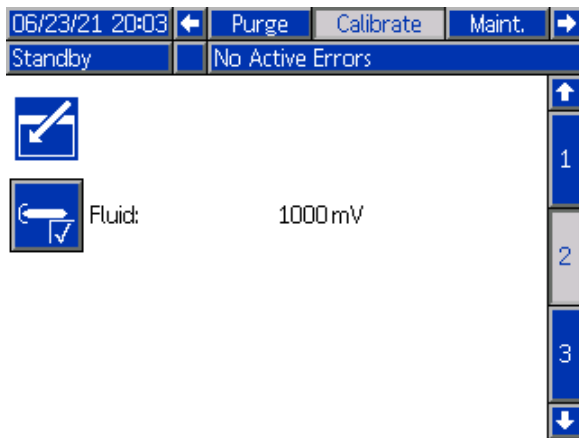 06/23/21 20:03 Purge Calibrate Maint.
Standby No Active Errors
1
Fluid: 1000 mV
2
3